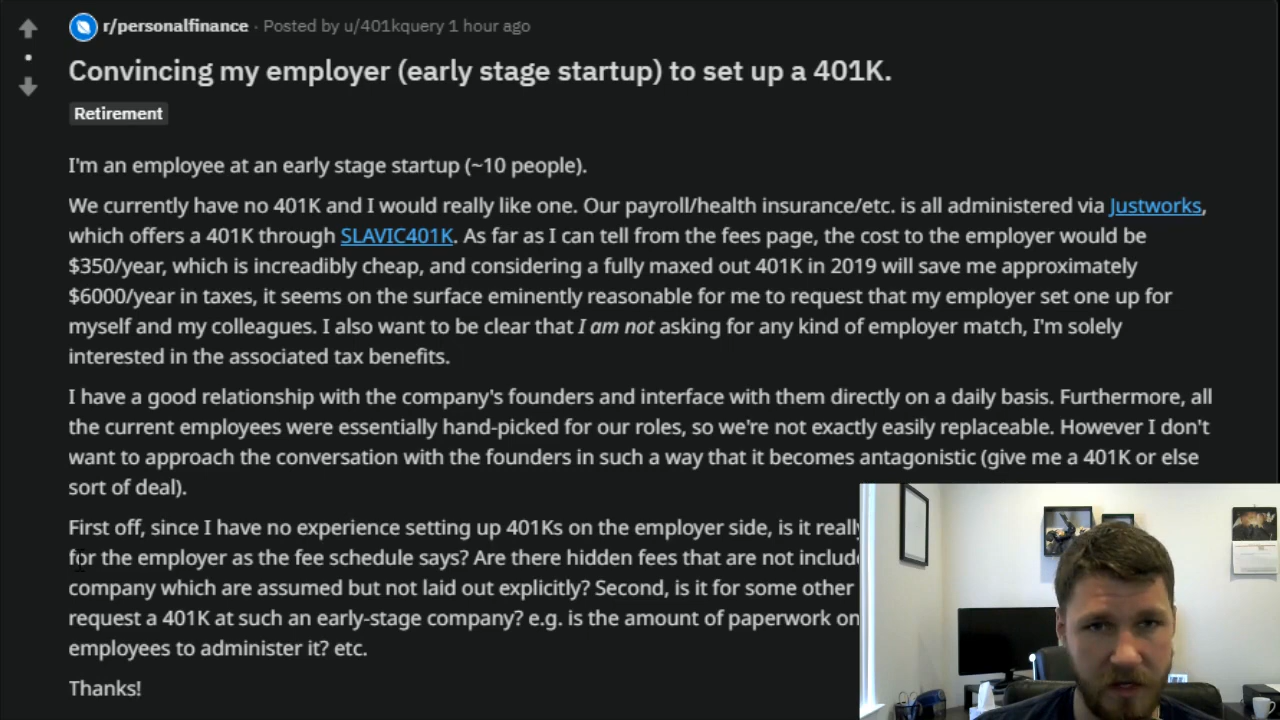 r/personalfinance · Posted by u/401kquery 1 hour ago
Convincing my employer (early stage startup) to set up a 401K.
Retirement
I'm an employee at an early stage startup (~10 people).
We currently have no 401K and I would really like one. Our payroll/health insurance/etc. is all administered via Justworks,
which offers a 401K through SLAVIC401K. As far as I can tell from the fees page, the cost to the employer would be
$350/year, which is increadibly cheap, and considering a fully maxed out 401K in 2019 will save me approximately
$6000/year in taxes, it seems on the surface eminently reasonable for me to request that my employer set one up for
myself and my colleagues. I also want to be clear that I am not asking for any kind of employer match, I'm solely
interested in the associated tax benefits.
I have a good relationship with the company's founders and interface with them directly on a daily basis. Furthermore, all
the current employees were essentially hand-picked for our roles, so we're not exactly easily replaceable. However I don't
want to approach the conversation with the founders in such a way that it becomes antagonistic (give me a 401K or else
sort of deal).
First off, since I have no experience setting up 401Ks on the employer side, is it really
for the employer as the fee schedule says? Are there hidden fees that are not include
company which are assumed but not laid out explicitly? Second, is it for some other
request a 401K at such an early-stage company? e.g. is the amount of paperwork on
employees to administer it? etc.
Thanks!